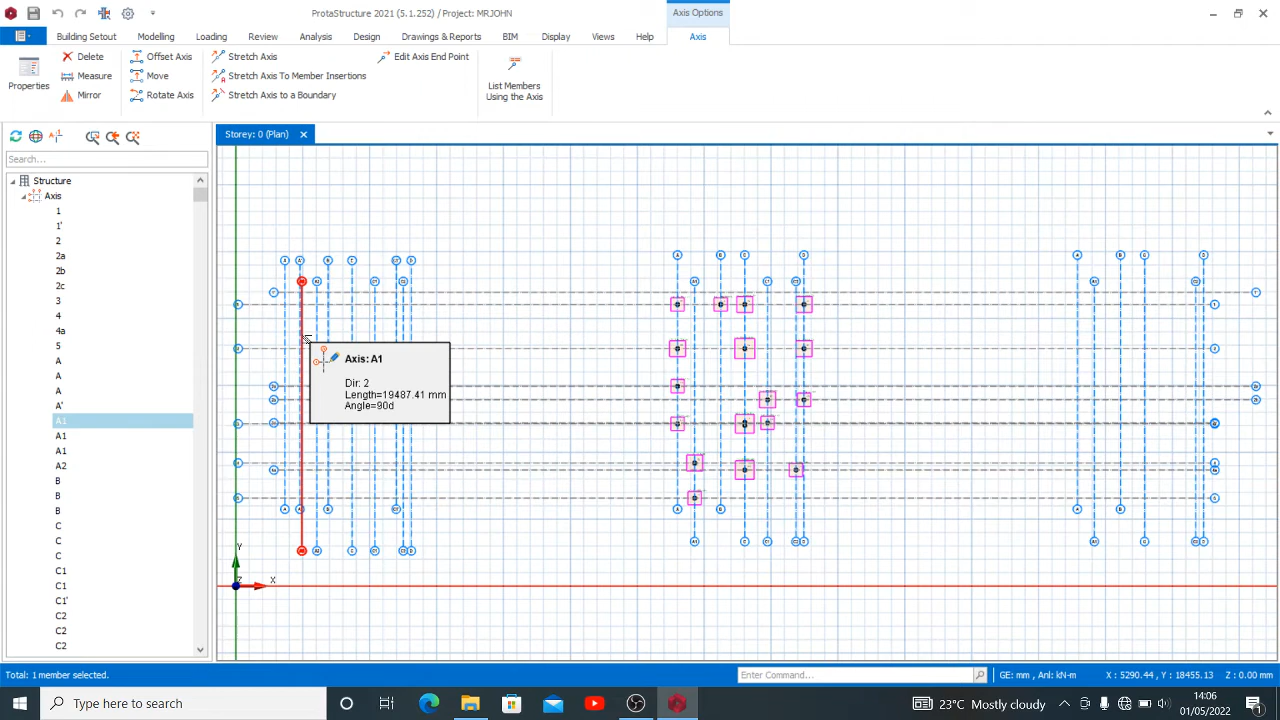 ProtaStructure 2021 (5.1.252) / Project: MRJOHN
Axis Options
Building Setout
Modelling
Loading
Review
Analysis
Design
Drawings & Reports
BIM
Display
Views
Help
Axis
Properties
Delete
Measure
Mirror
Offset Axis
Move
Rotate Axis
Stretch Axis
Stretch Axis To Member Insertions
Stretch Axis to a Boundary
Edit Axis End Point
List Members
Using the Axis
Storey: 0 (Plan)
Search...
Structure
Axis
1
1'
2
2a
2b
2c
3
4
4a
5
A
A
A
A'
A1
A1
A1
A2
B
B
B
C
C
C
C1
C1
C1'
C2
C2
C2
Axis: A1
Dir: 2
Length=19487.41 mm
Angle=90d
Y
Z
X
Total: 1 member selected.
Enter Command...
GE: mm , Anl: kN-m
X : 5290.44 , Y : 18455.13
Z : 0.00 mm
Type here to search
23°C Mostly cloudy
14:06
01/05/2022